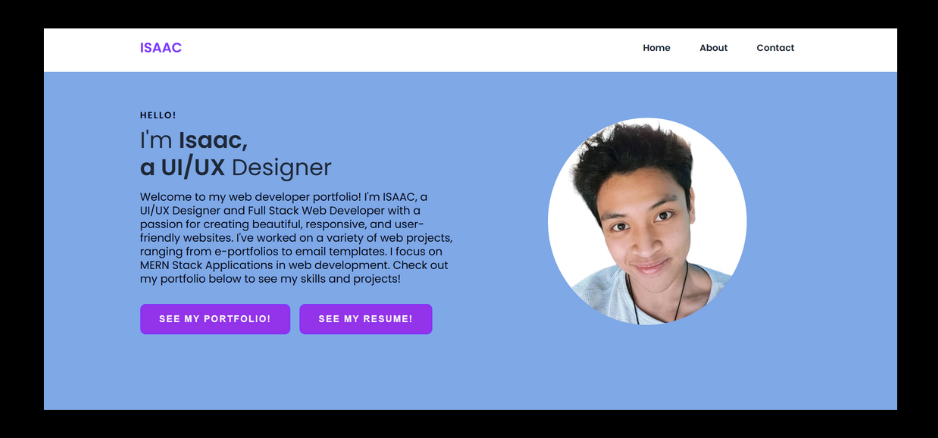 ISAAC
Home About Contact
HELLO!
I'm Isaac,
a UI/UX Designer
Welcome to my web developer portfolio! I'm ISAAC, a
UI/UX Designer and Full Stack Web Developer with a
passion for creating beautiful, responsive, and user-
friendly websites. I've worked on a variety of web projects,
ranging from e-portfolios to email templates. I focus on
MERN Stack Applications in web development. Check out
my portfolio below to see my skills and projects!
SEE MY PORTFOLIO! SEE MY RESUME!